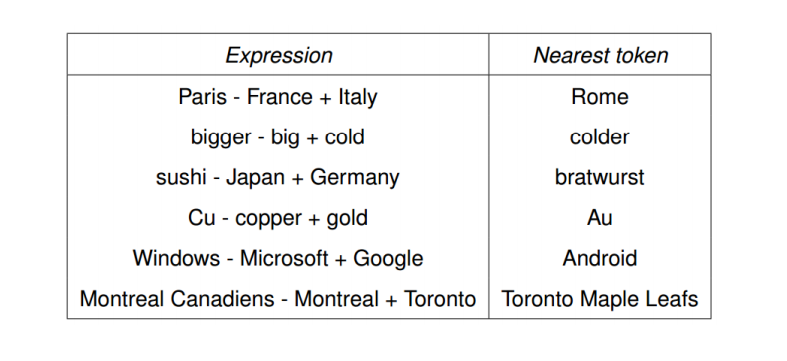 Expression Nearest token
Paris - France + Italy Rome
bigger - big + cold colder
sushi - Japan + Germany bratwurst
Cu - copper + gold Au
Windows - Microsoft + Google Android
Montreal Canadiens - Montreal + Toronto Toronto Maple Leafs